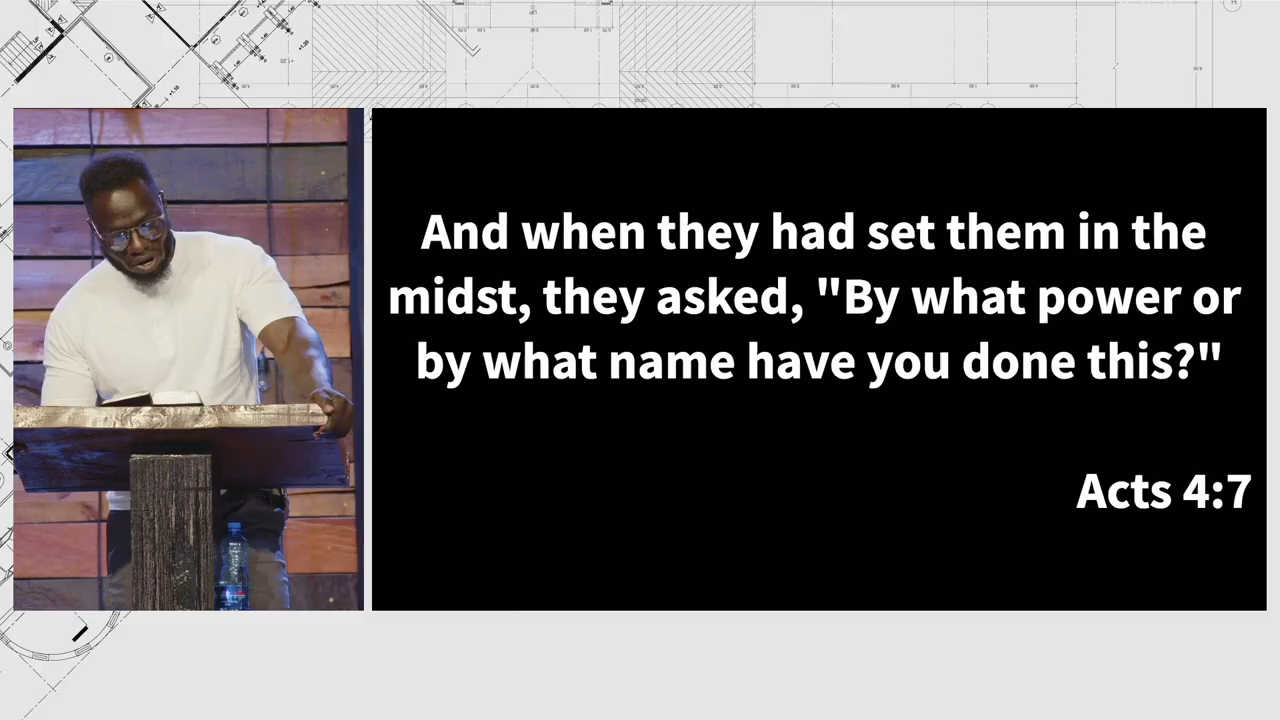 And when they had set them in the
midst, they asked, "By what power or
by what name have you done this?"
Acts 4:7